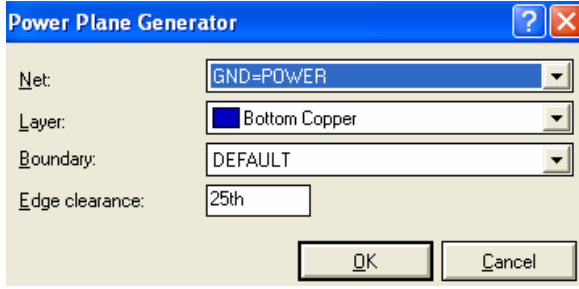 Power Plane Generator
Net: GND=POWER
Layer: Bottom Copper
Boundary: DEFAULT
Edge clearance: 25th
OK Cancel